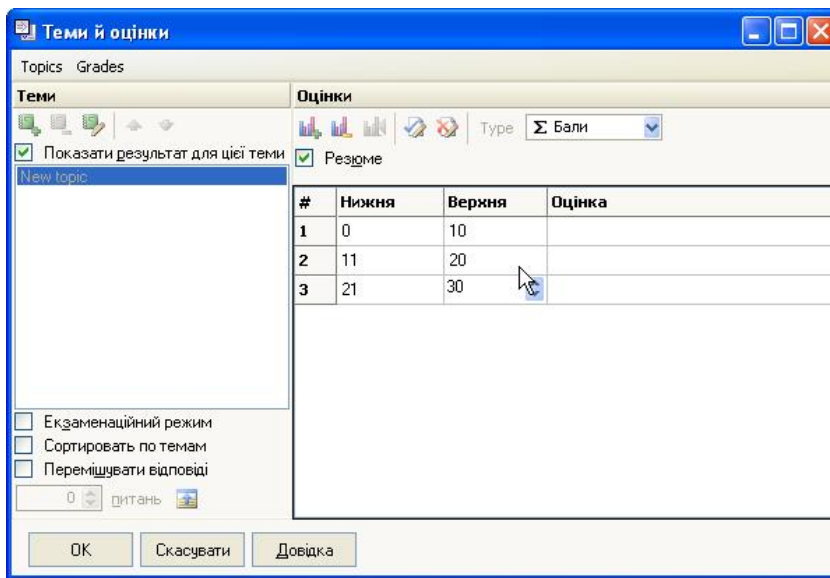 Теми й оцінки
Topics Grades
Теми
Оцінки
Type Σ Бали
Показати результат для цієї теми
Резюме
New topic
# Нижня Верхня Оцінка
1 0 10
2 11 20
3 21 30
Екзаменаційний режим
Сортировать по темам
Перемішувати відповіді
0 питань
OK Скасувати Довідка